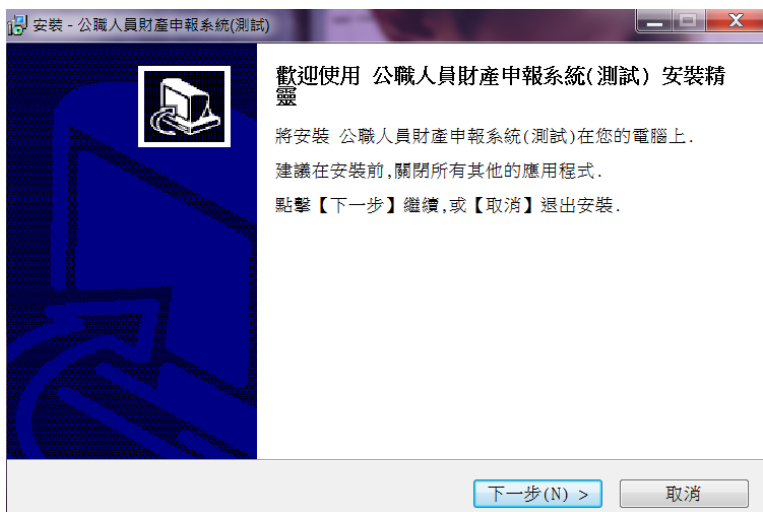 安裝 - 公職人員財產申報系統(測試)
歡迎使用 公職人員財產申報系統(測試) 安裝精
靈
將安裝 公職人員財產申報系統(測試)在您的電腦上.
建議在安裝前,關閉所有其他的應用程式.
點擊【下一步】繼續,或【取消】退出安裝.
下一步(N) >
取消